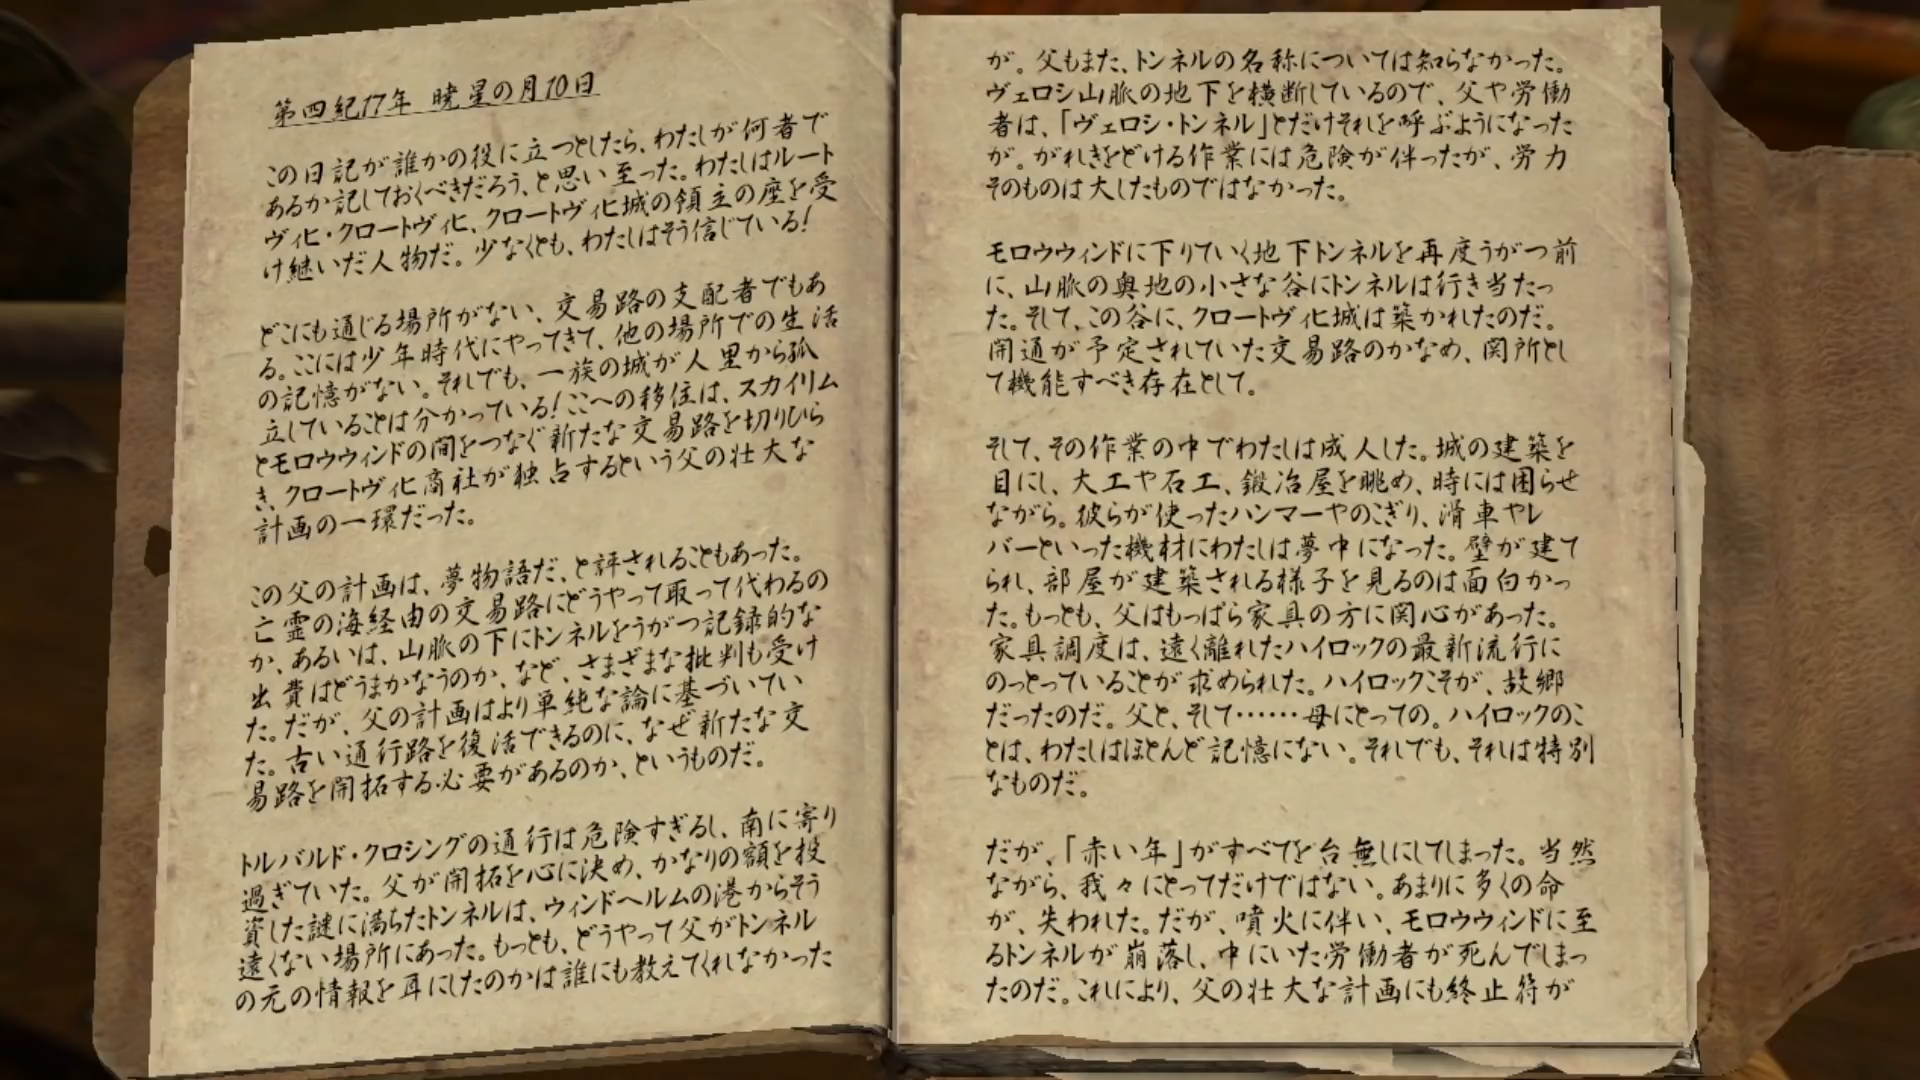 第四紀17年 暁星の月10日
この日記が誰かの役に立つとしたら、わたしが何者で
あるか記しておくべきだろう、と思い至った。わたしはルート
ヴィヒ・クロートヴィヒ、クロートヴィヒ城の領主の座を受
け継いだ人物だ。少なくとも、わたしはそう信じている!
どこにも通じる場所がない、交易路の支配者でもあ
る。ここには少年時代にやってきて、他の場所での生活
の記憶がない。それでも、一族の城が人里から孤
立していることは分かっている!ここへの移住は、スカイリム
とモロウウィンドの間をつなぐ新たな交易路を切りひら
き、クロートヴィヒ商社が独占するという父の壮大な
計画の一環だった。
この父の計画は、夢物語だ、と評されることもあった。
亡霊の海経由の交易路にどうやって取って代わるの
か、あるいは、山脈の下にトンネルをうがつ記録的な
出費はどうまかなうのか、など、さまざまな批判も受け
た。だが、父の計画はより単純な論に基づいてい
た。古い通行路を復活できるのに、なぜ新たな交
易路を開拓する必要があるのか、というものだ。
トルバルド・クロシングの通行は危険すぎるし、南に寄り
過ぎていた。父が開拓を心に決め、かなりの額を投
資した謎に満ちたトンネルは、ウィンドヘルムの港からそう
遠くない場所にあった。もっとも、どうやって父がトンネル
の元の情報を耳にしたのかは誰にも教えてくれなかった
が。父もまた、トンネルの名称については知らなかった。
ヴェロシ山脈の地下を横断しているので、父や労働
者は、「ヴェロシ・トンネル」とだけそれを呼ぶようになった
が。がれきをどける作業には危険が伴ったが、労力
そのものは大したものではなかった。
モロウウィンドに下りていく地下トンネルを再度うがつ前
に、山脈の奥地の小さな谷にトンネルは行き当たっ
た。そして、この谷に、クロートヴィヒ城は築かれたのだ。
開通が予定されていた交易路のかなめ、関所とし
て機能すべき存在として。
そして、その作業の中でわたしは成人した。城の建築を
目にし、大工や石工、鍛冶屋を眺め、時には困らせ
ながら。彼らが使ったハンマーやのこぎり、滑車やレ
バーといった機材にわたしは夢中になった。壁が建て
られ、部屋が建築される様子を見るのは面白かっ
た。もっとも、父はもっぱら家具の方に関心があった。
家具調度は、遠く離れたハイロックの最新流行に
のっとっていることが求められた。ハイロックこそが、故郷
だったのだ。父と、そして……母にとっての。ハイロックのこ
とは、わたしはほとんど記憶にない。それでも、それは特別
なものだ。
だが、「赤い年」がすべてを台無しにしてしまった。当然
ながら、我々にとってだけではない。あまりに多くの命
が、失われた。だが、噴火に伴い、モロウウィンドに至
るトンネルが崩落し、中にいた労働者が死んでしまっ
たのだ。これにより、父の壮大な計画にも終止符が